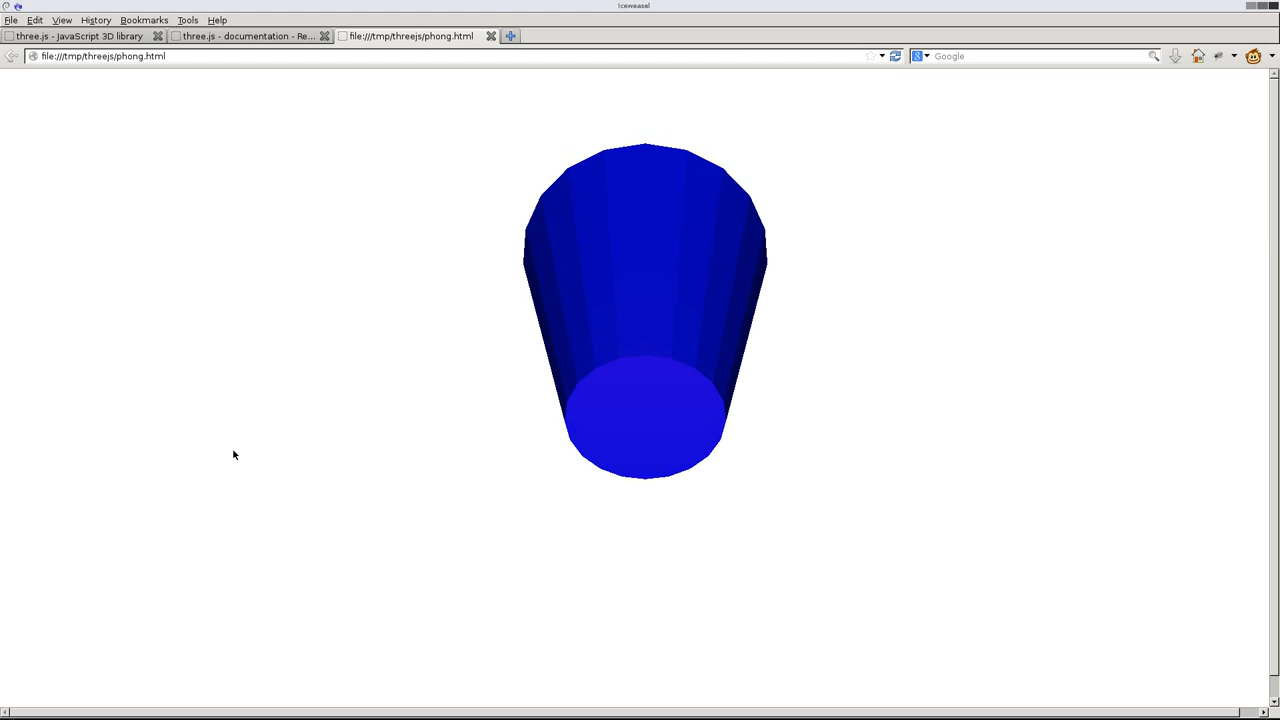 Iceweasel
File Edit View History Bookmarks Tools Help
three.js - JavaScript 3D library three.js - documentation - Re... file:///tmp/threejs/phong.html
file:///tmp/threejs/phong.html Google